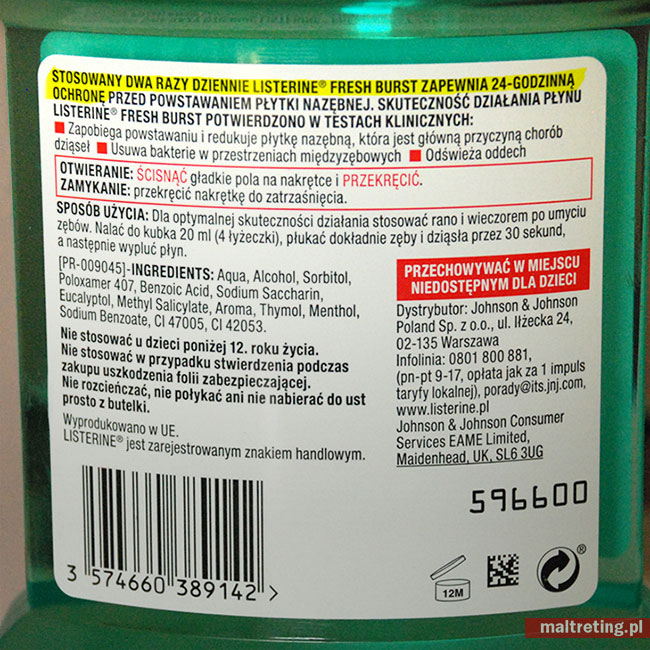 STOSOWANY DWA RAZY DZIENNIE LISTERINE® FRESH BURST ZAPEWNIA 24-GODZINNĄ
OCHRONĘ PRZED POWSTAWANIEM PŁYTKI NAZĘBNEJ. SKUTECZNOŚĆ DZIAŁANIA PŁYNU
LISTERINE® FRESH BURST POTWIERDZONO W TESTACH KLINICZNYCH:
■ Zapobiega powstawaniu i redukuje płytkę nazębną, która jest główną przyczyną chorób
dziąseł ■ Usuwa bakterie w przestrzeniach międzyzębowych ■ Odświeża oddech
OTWIERANIE: ŚCISNĄĆ gładkie pola na nakrętce i PRZEKRĘCIĆ.
ZAMYKANIE: przekręcić nakrętkę do zatrzaśnięcia.
SPOSÓB UŻYCIA: Dla optymalnej skuteczności działania stosować rano i wieczorem po umyciu
zębów. Nalać do kubka 20 ml (4 łyżeczki), płukać dokładnie zęby i dziąsła przez 30 sekund,
a następnie wypluć płyn.
[PR-009045]-INGREDIENTS: Aqua, Alcohol, Sorbitol,
Poloxamer 407, Benzoic Acid, Sodium Saccharin,
Eucalyptol, Methyl Salicylate, Aroma, Thymol, Menthol,
Sodium Benzoate, CI 47005, CI 42053.
Nie stosować u dzieci poniżej 12. roku życia.
Nie stosować w przypadku stwierdzenia podczas
zakupu uszkodzenia folii zabezpieczającej.
Nie rozcieńczać, nie połykać ani nie nabierać do ust
prosto z butelki.
Wyprodukowano w UE.
LISTERINE® jest zarejestrowanym znakiem handlowym.
PRZECHOWYWAĆ W MIEJSCU
NIEDOSTĘPNYM DLA DZIECI
Dystrybutor: Johnson & Johnson
Poland Sp. z o.o., ul. Iłżecka 24,
02-135 Warszawa
Infolinia: 0801 800 881,
(pn-pt 9-17, opłata jak za 1 impuls
taryfy lokalnej), porady@its.jnj.com,
www.listerine.pl
Johnson & Johnson Consumer
Services EAME Limited,
Maidenhead, UK, SL6 3UG
596600
3 574660 389142 >
12M
®
maltreting.pl